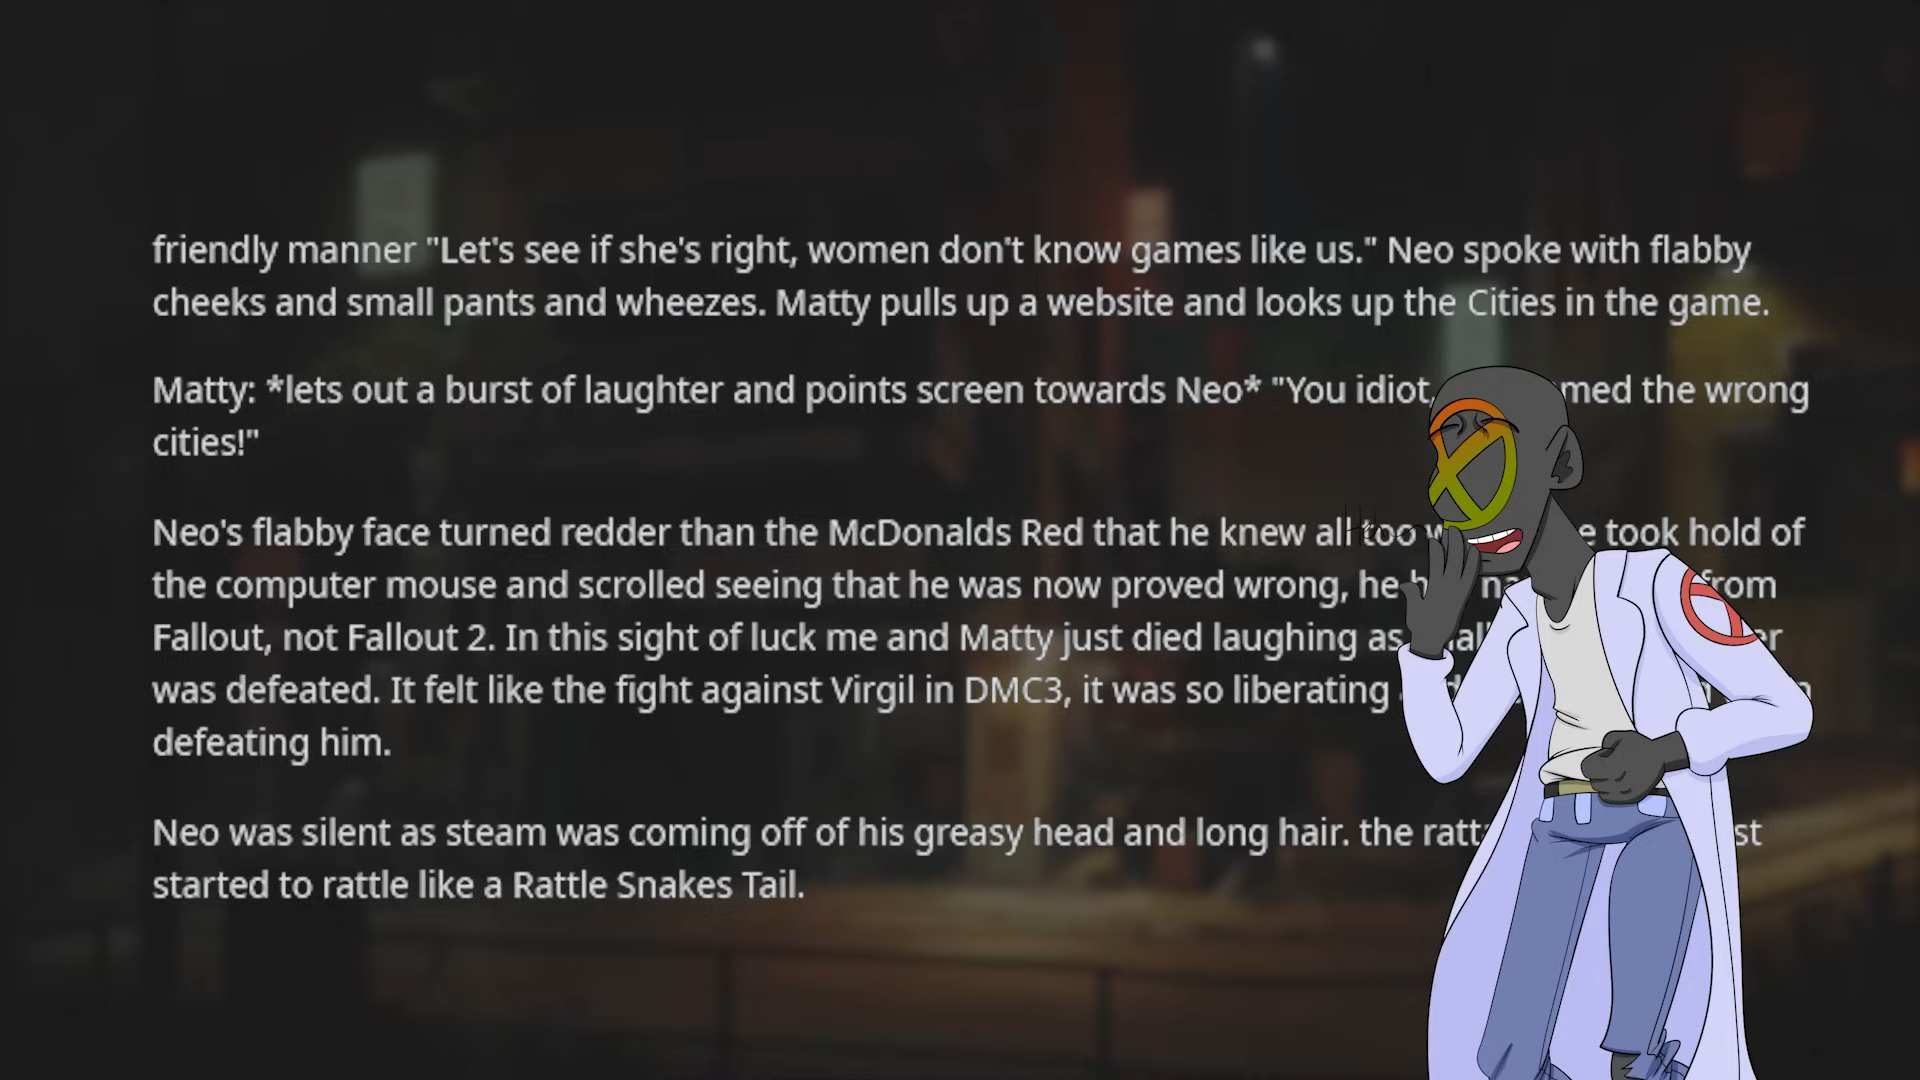 friendly manner "Let's see if she's right, women don't know games like us." Neo spoke with flabby
cheeks and small pants and wheezes. Matty pulls up a website and looks up the Cities in the game.
Matty: *lets out a burst of laughter and points screen towards Neo* "You idiot, the wrong
cities!"
Neo's flabby face turned redder than the McDonalds Red that he knew all too took hold of
the computer mouse and scrolled seeing that he was now proved wrong, he from
Fallout, not Fallout 2. In this sight of luck me and Matty just died laughing as
was defeated. It felt like the fight against Virgil in DMC3, it was so liberating
defeating him.
Neo was silent as steam was coming off of his greasy head and long hair. the
started to rattle like a Rattle Snakes Tail.